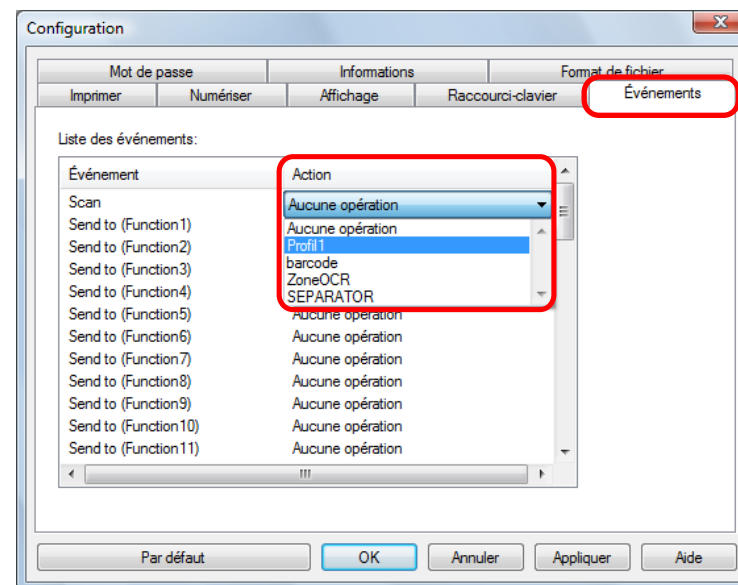 Configuration
Mot de passe Informations Format de fichier
Imprimer Numériser Affichage Raccourci-clavier Événements
Liste des événements:
Événement Action
Scan Aucune opération
Send to (Function1) Aucune opération
Send to (Function2) Profil1
Send to (Function3) barcode
Send to (Function4) ZoneOCR
SEPARATOR
Send to (Function5) Aucune opération
Send to (Function6) Aucune opération
Send to (Function7) Aucune opération
Send to (Function8) Aucune opération
Send to (Function9) Aucune opération
Send to (Function10) Aucune opération
Send to (Function11) Aucune opération
Par défaut OK Annuler Appliquer Aide